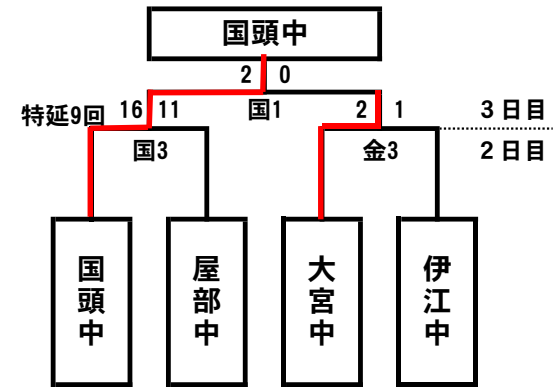 国頭中
2 0
特延9回 16 11 国1 2 1 3日目
国3 金3 2日目
国頭中
屋部中
大宮中
伊江中